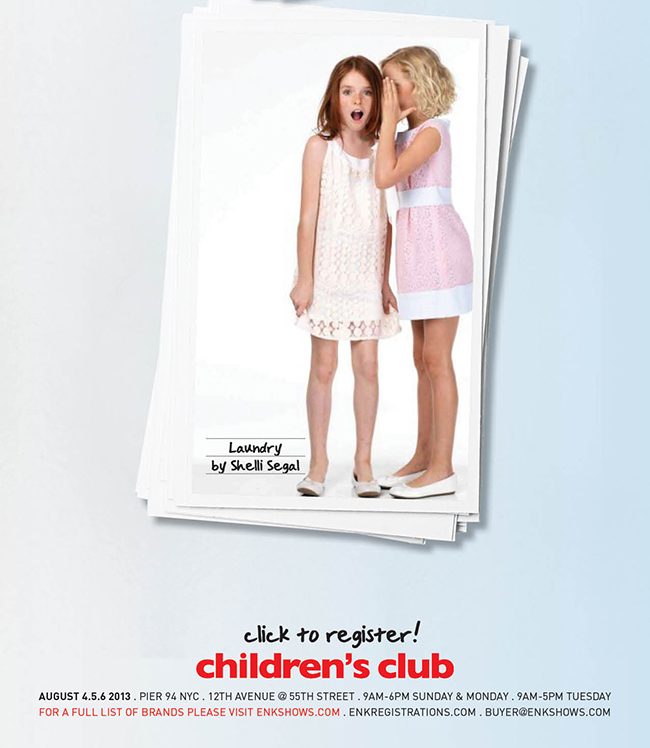 Laundry
by Shelli Segal
click to register!
children's club
AUGUST 4.5.6 2013 . PIER 94 NYC . 12TH AVENUE @ 55TH STREET . 9AM-6PM SUNDAY & MONDAY . 9AM-5PM TUESDAY
FOR A FULL LIST OF BRANDS PLEASE VISIT ENKSHOWS.COM . ENKREGISTRATIONS.COM . BUYER@ENKSHOWS.COM